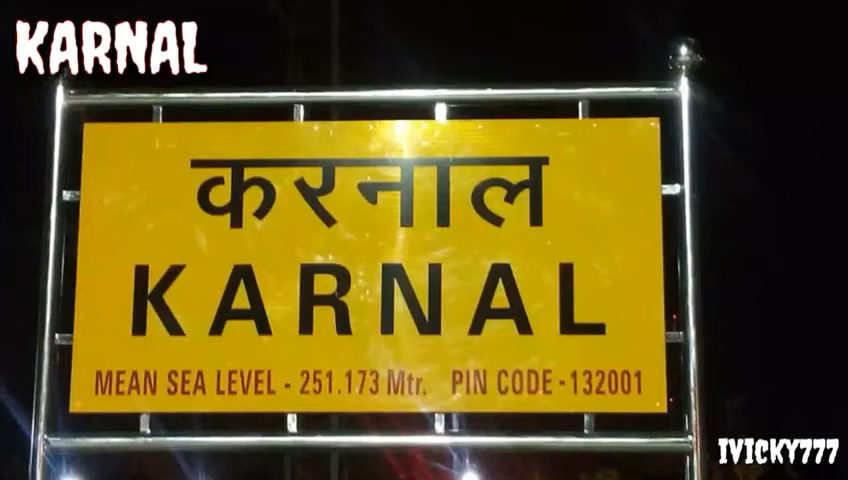 KARNAL
करनाल
KARNAL
MEAN SEA LEVEL - 251.173 Mtr. PIN CODE - 132001
IVICKY777